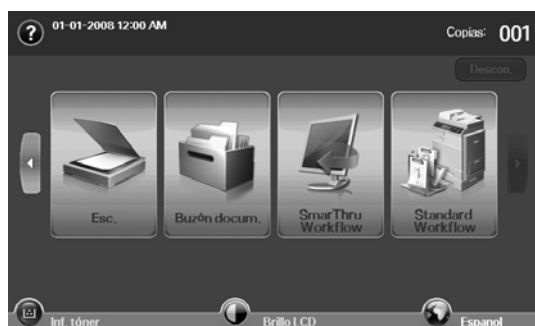 ?
01-01-2008 12:00 AM
Copias: 001
Descon.
Esc.
Buzón docum.
SmarThru
Workflow
Standard
Workflow
Inf. tóner
Brillo LCD
Espanol